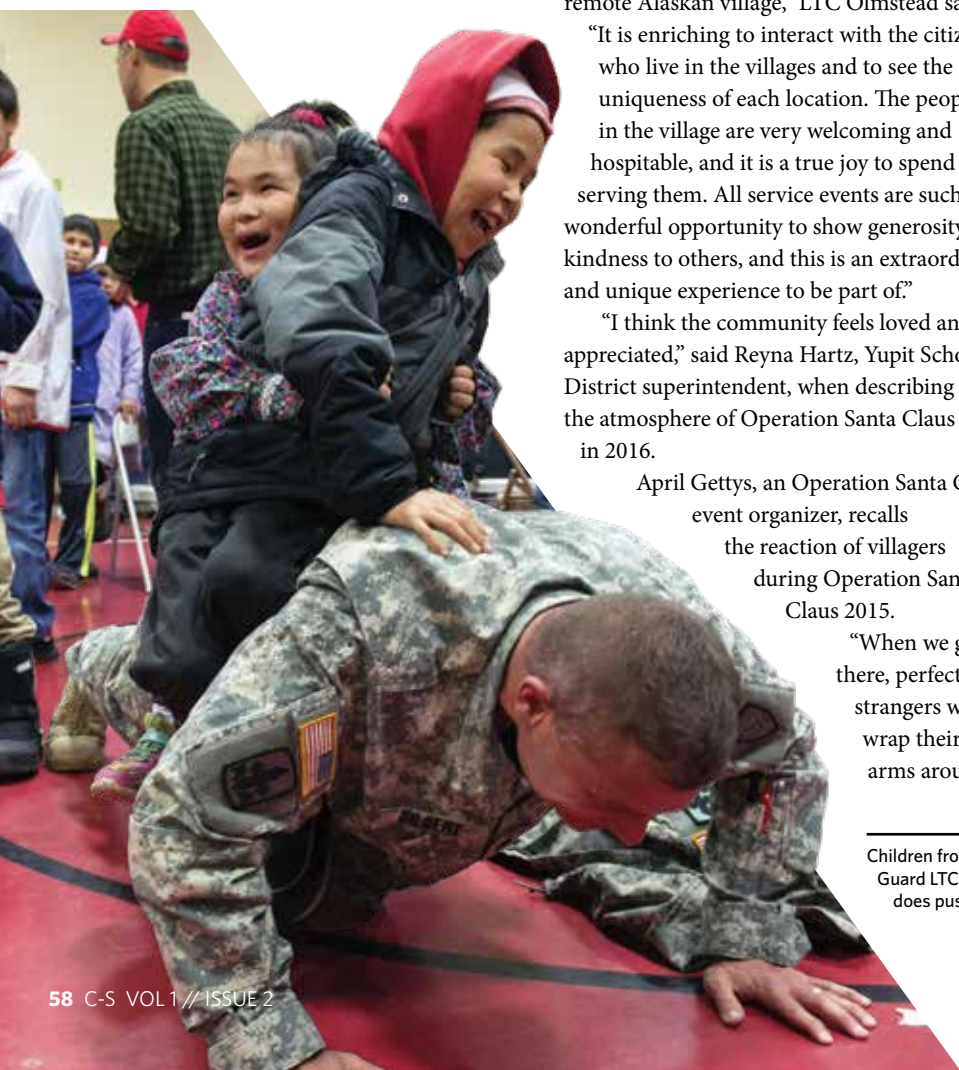 remote Alaskan village,” LTC Olmstead sa
“It is enriching to interact with the citiz
who live in the villages and to see the
uniqueness of each location. The peop
in the village are very welcoming and
hospitable, and it is a true joy to spend
serving them. All service events are such
wonderful opportunity to show generosity
kindness to others, and this is an extraord
and unique experience to be part of.”
“I think the community feels loved an
appreciated,” said Reyna Hartz, Yupit Scho
District superintendent, when describing
the atmosphere of Operation Santa Claus
in 2016.
April Gettys, an Operation Santa C
event organizer, recalls
the reaction of villagers
during Operation San
Claus 2015.
“When we g
there, perfect
strangers w
wrap their
arms arou
Children fro
Guard LTC
does pus
58 C-S VOL 1 // ISSUE 2